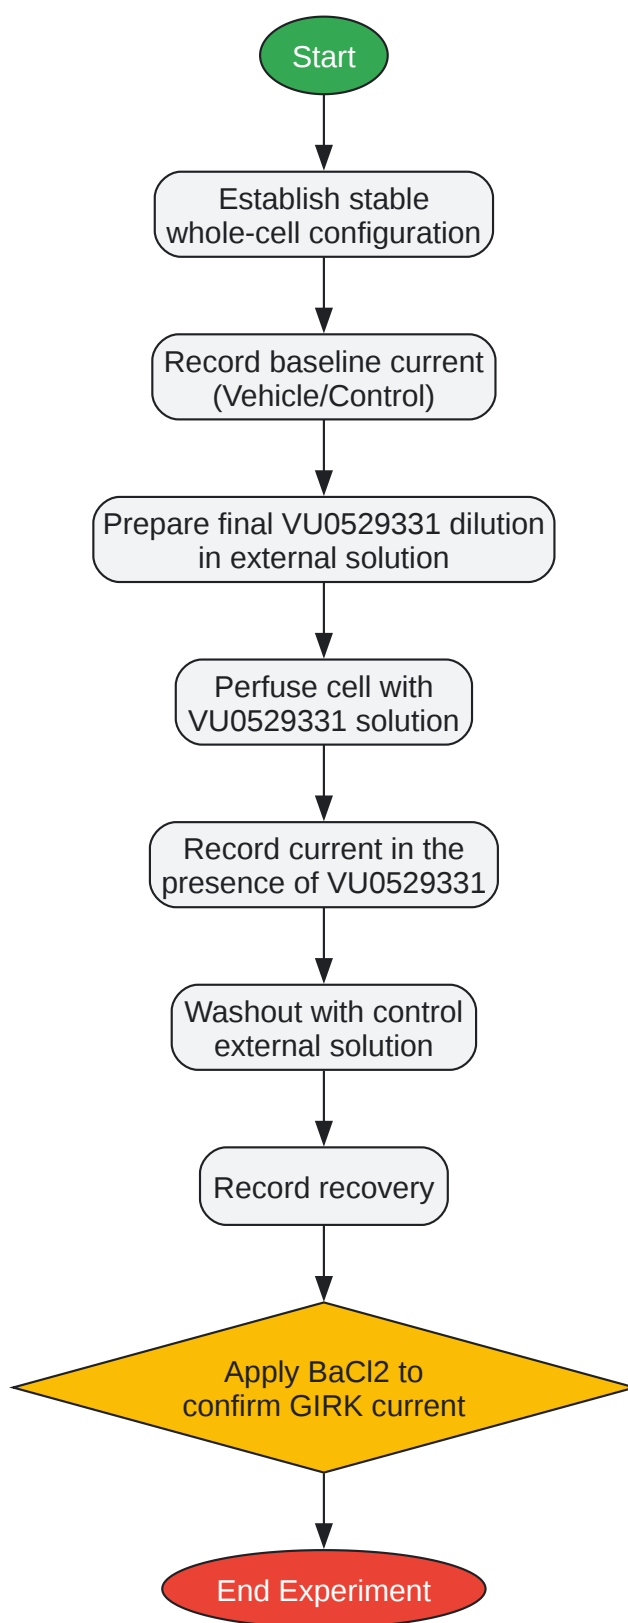 Start
Establish stable
whole-cell configuration
Record baseline current
(Vehicle/Control)
Prepare final VU0529331 dilution
in external solution
Perfuse cell with
VU0529331 solution
Record current in the
presence of VU0529331
Washout with control
external solution
Record recovery
Apply BaCl2 to
confirm GIRK current
End Experiment